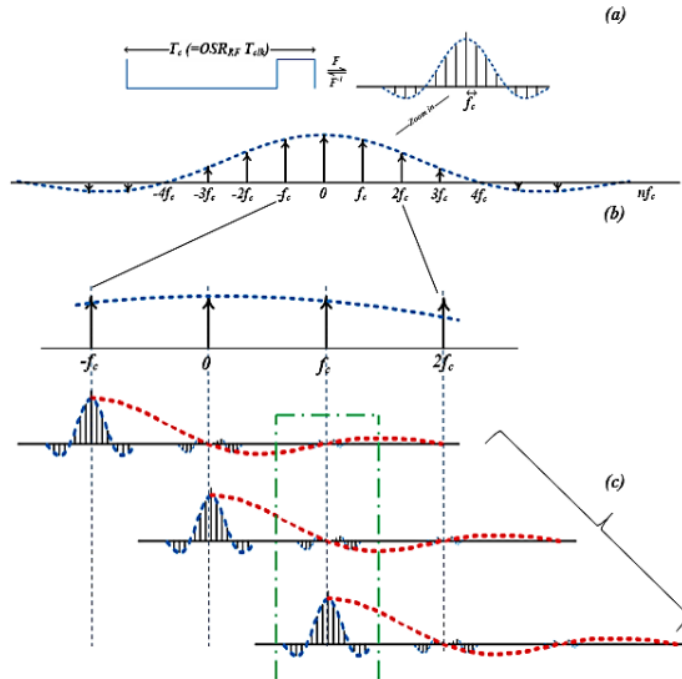 (a)
T_c (=OSR_RF T_clk)
F
F^-1
f_c
Zoom in
-4f_c -3f_c -2f_c -f_c 0 f_c 2f_c 3f_c 4f_c nf_c
(b)
-f_c 0 f_c 2f_c
(c)